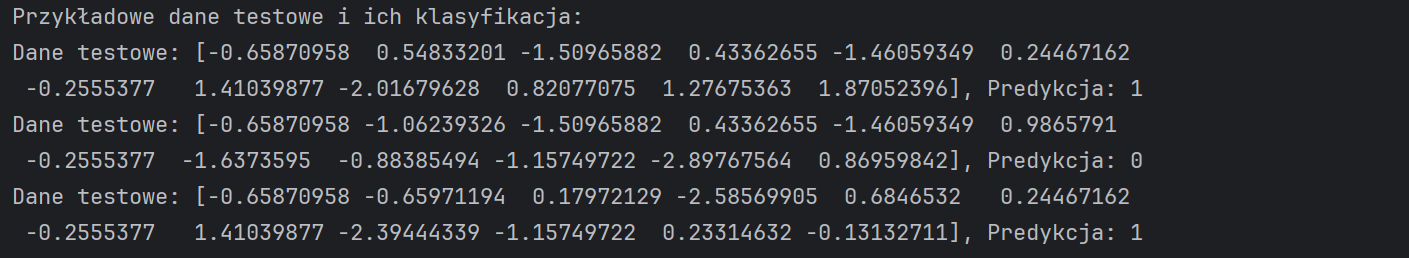 Przykładowe dane testowe i ich klasyfikacja:
Dane testowe: [-0.65870958  0.54833201 -1.50965882  0.43362655 -1.46059349  0.24467162
 -0.2555377   1.41039877 -2.01679628  0.82077075  1.27675363  1.87052396], Predykcja: 1
Dane testowe: [-0.65870958 -1.06239326 -1.50965882  0.43362655 -1.46059349  0.9865791
 -0.2555377  -1.6373595  -0.88385494 -1.15749722 -2.89767564  0.86959842], Predykcja: 0
Dane testowe: [-0.65870958 -0.65971194  0.17972129 -2.58569905  0.6846532   0.24467162
 -0.2555377   1.41039877 -2.39444339 -1.15749722  0.23314632 -0.13132711], Predykcja: 1